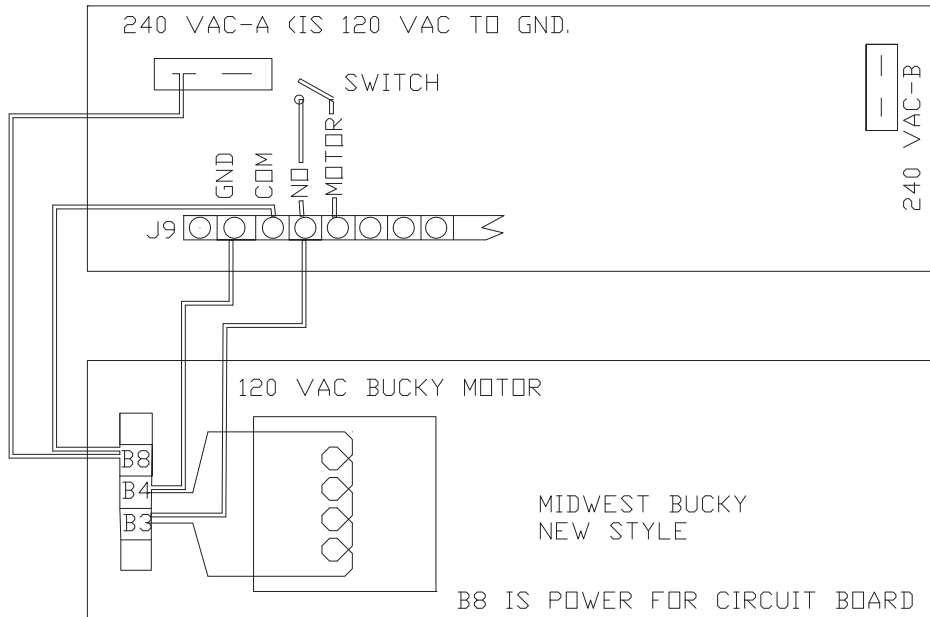 240 VAC-A (IS 120 VAC TO GND.
SWITCH
240 VAC-B
GND
COM
NO
MOTOR
J9
120 VAC BUCKY MOTOR
B8
B4
B3
MIDWEST BUCKY
NEW STYLE
B8 IS POWER FOR CIRCUIT BOARD